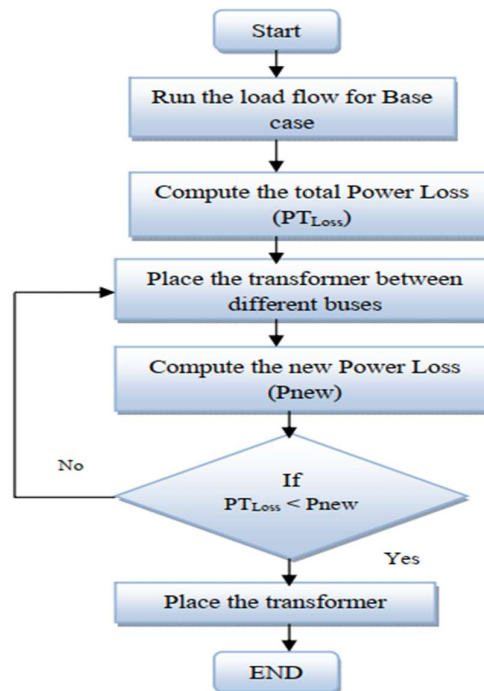 Start
Run the load flow for Base
case
Compute the total Power Loss
(PTLoss)
Place the transformer between
different buses
Compute the new Power Loss
(Pnew)
If
PTLoss < Pnew
No
Yes
Place the transformer
END